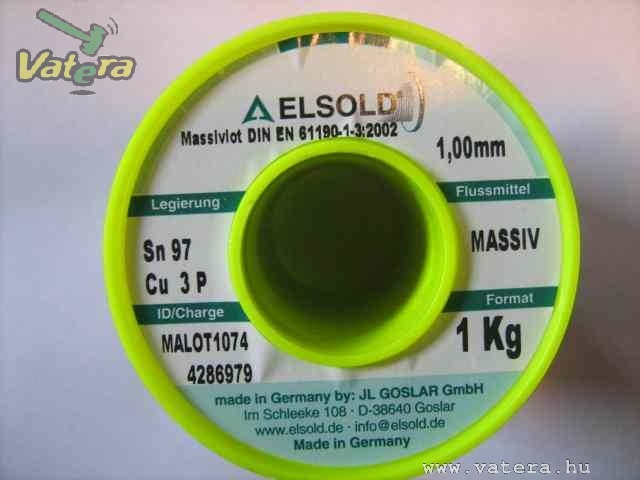 Vatera
ELSOLD
Massivlot DIN EN 61190-1-3:2002
1,00mm
Legierung
Flussmittel
Sn 97
Cu 3 P
MASSIV
ID/Charge
Format
MALOT1074
4286979
1 Kg
made in Germany by: JL GOSLAR GmbH
Im Schleeke 108 · D-38640 Goslar
www.elsold.de · info@elsold.de
Made in Germany
www.vatera.hu